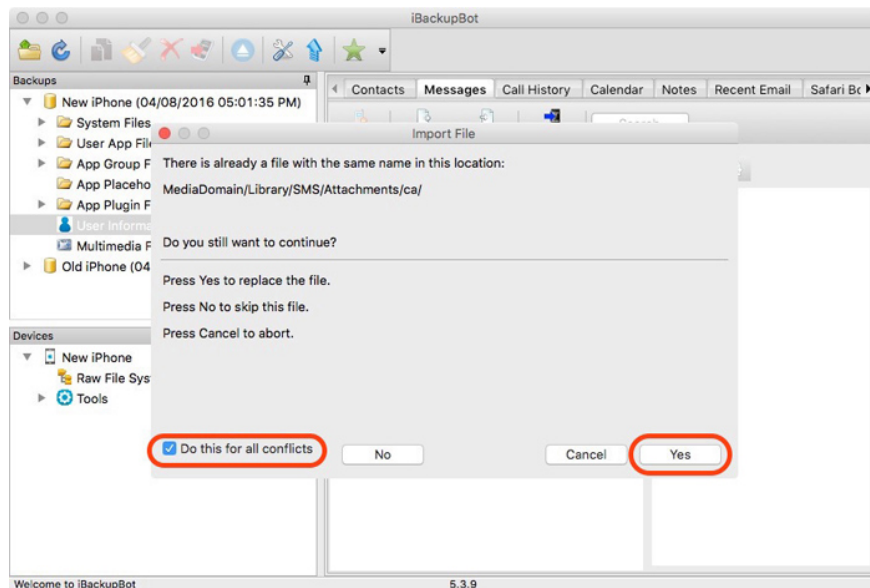 iBackupBot
Backups
New iPhone (04/08/2016 05:01:35 PM)
System Files
User App File
App Group F
App Placeho
App Plugin F
User Informa
Multimedia F
Old iPhone (04
Devices
New iPhone
Raw File Sys
Tools
Contacts Messages Call History Calendar Notes Recent Email Safari Bo
Search
Import File
There is already a file with the same name in this location:
MediaDomain/Library/SMS/Attachments/ca/
Do you still want to continue?
Press Yes to replace the file.
Press No to skip this file.
Press Cancel to abort.
Do this for all conflicts No Cancel Yes
Welcome to iBackupBot 5.3.9